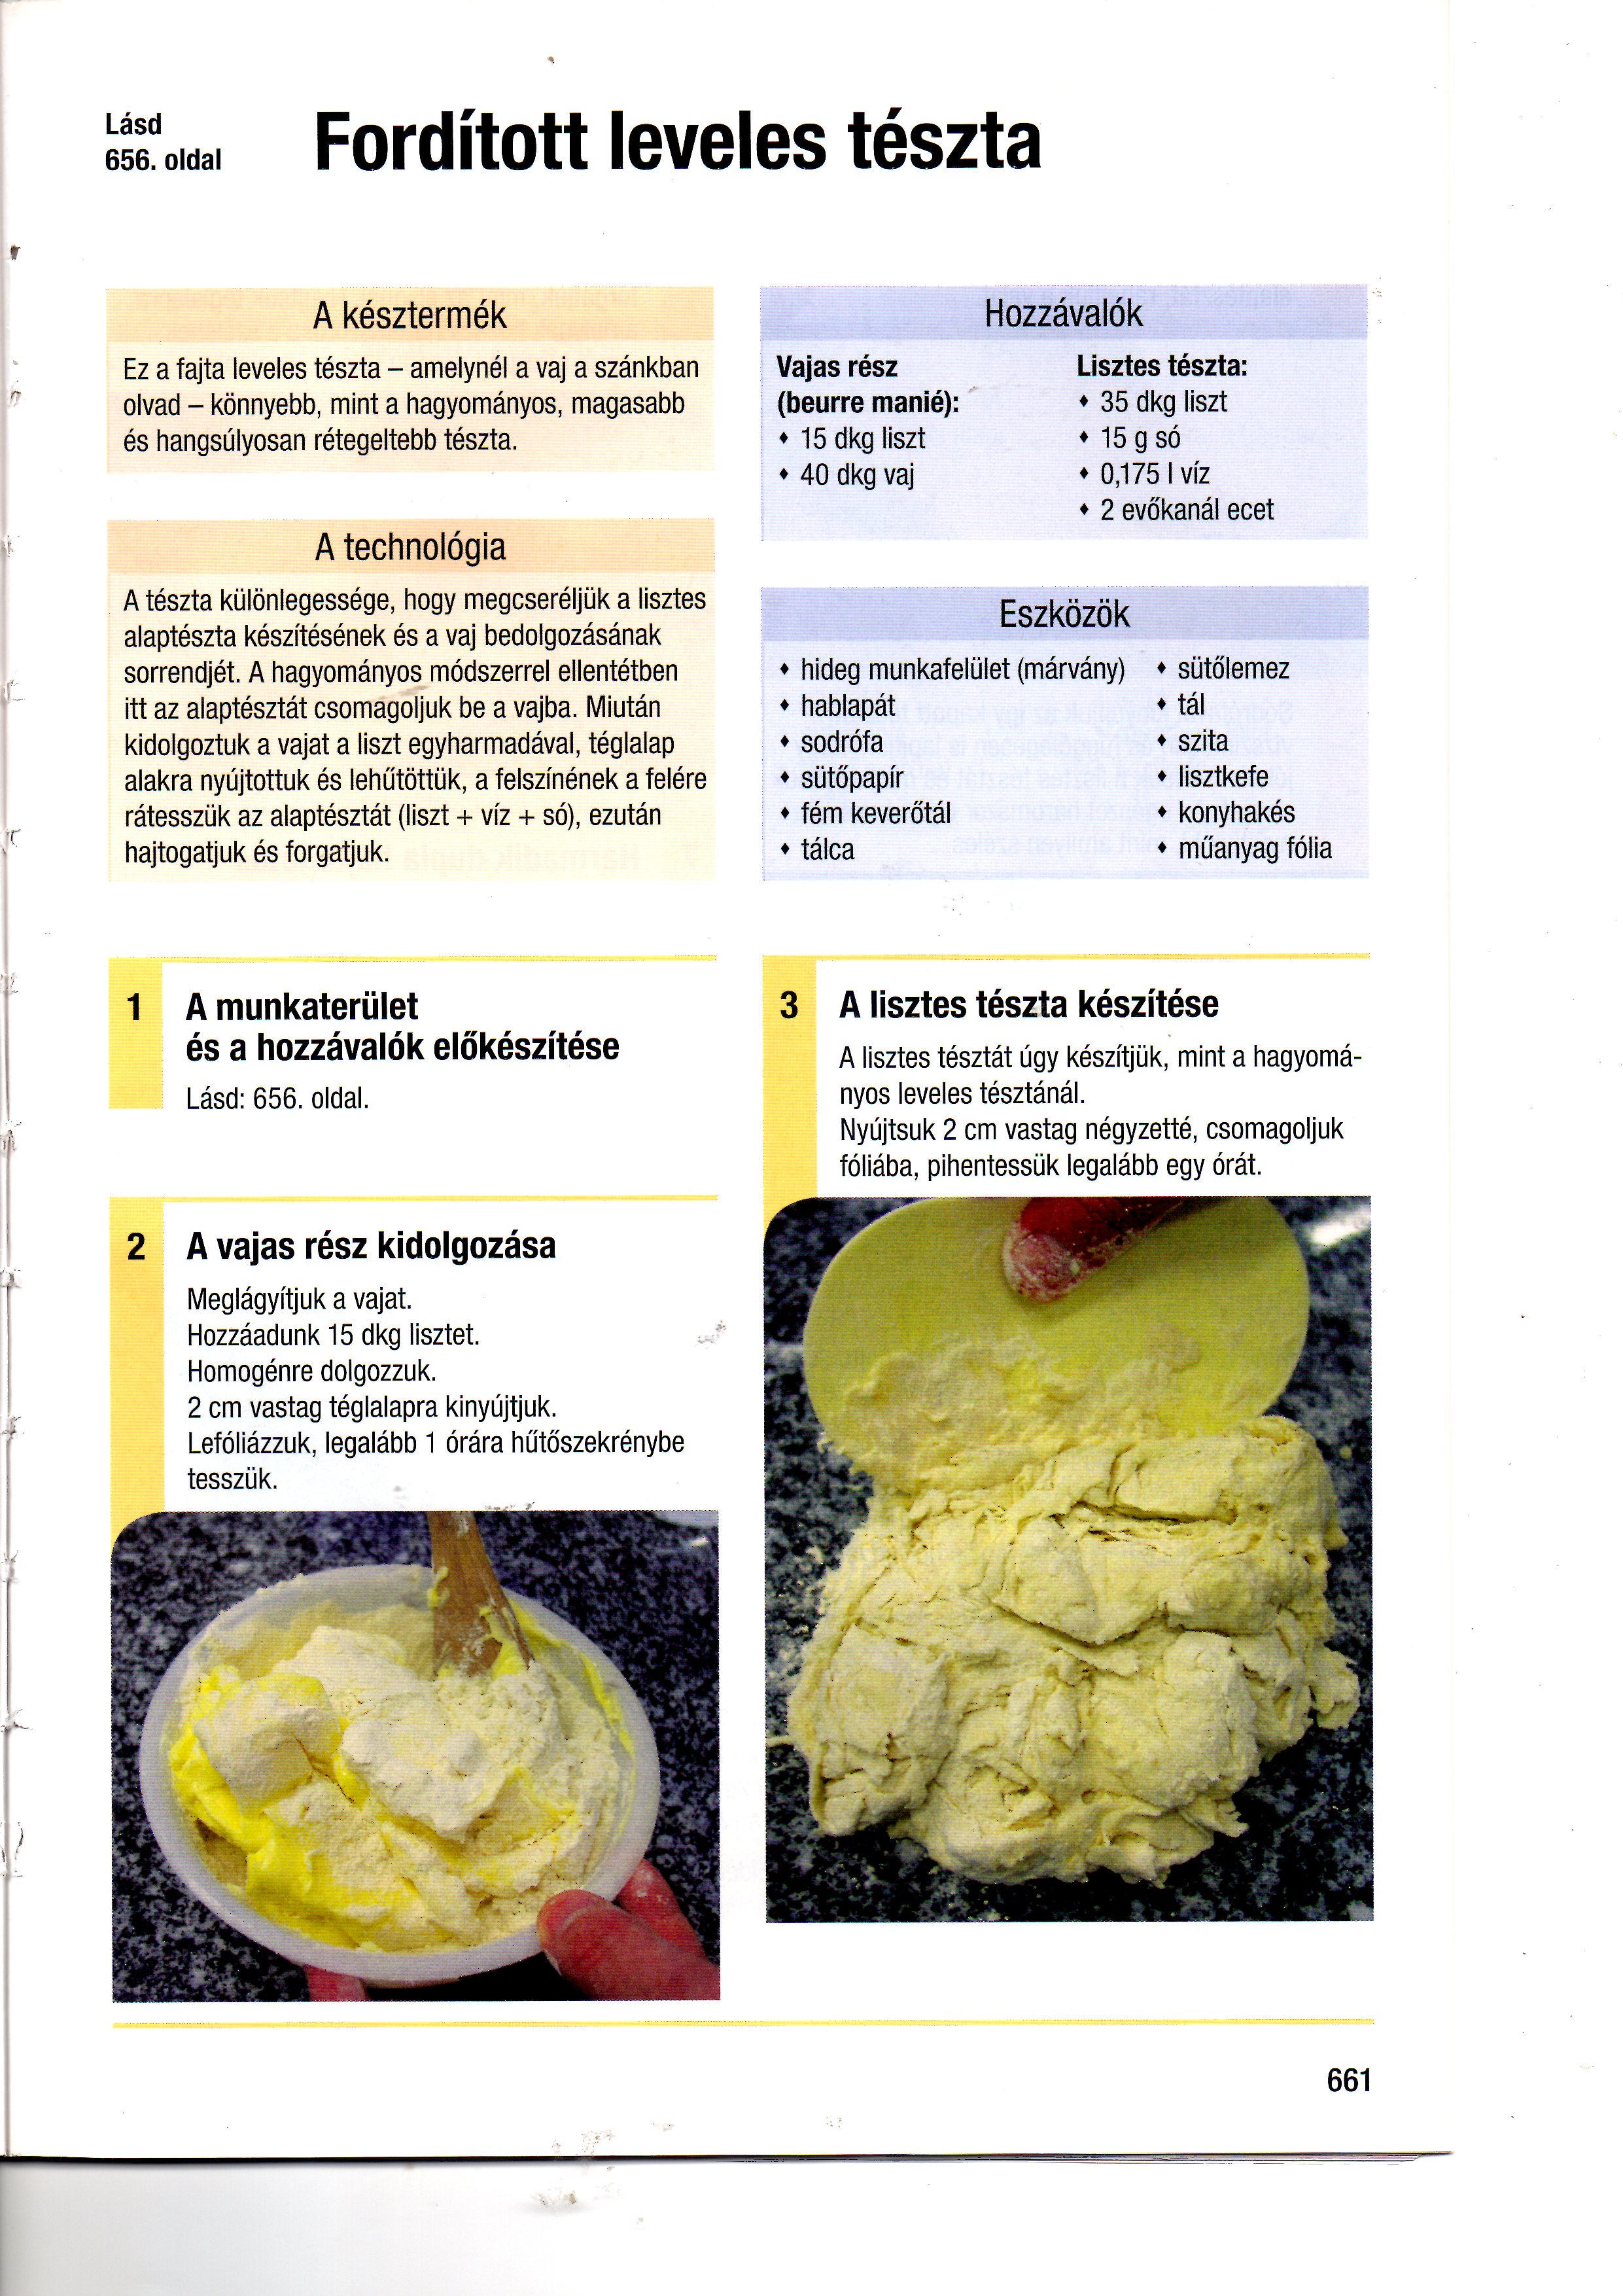 Lásd
656. oldal
Fordított leveles tészta
A késztermék
Ez a fajta leveles tészta – amelynél a vaj a szánkban
olvad – könnyebb, mint a hagyományos, magasabb
és hangsúlyosan rétegeltebb tészta.
A technológia
A tészta különlegessége, hogy megcseréljük a lisztes
alaptészta készítésének és a vaj bedolgozásának
sorrendjét. A hagyományos módszerrel ellentétben
itt az alaptésztát csomagoljuk be a vajba. Miután
kidolgoztuk a vajat a liszt egyharmadával, téglalap
alakra nyújtottuk és lehűtöttük, a felszínének a felére
rátesszük az alaptésztát (liszt + víz + só), ezután
hajtogatjuk és forgatjuk.
Hozzávalók
Vajas rész
(beurre manié):
• 15 dkg liszt
• 40 dkg vaj
Lisztes tészta:
• 35 dkg liszt
• 15 g só
• 0,175 l víz
• 2 evőkanál ecet
Eszközök
• hideg munkafelület (márvány)
• hablapát
• sodrófa
• sütőpapír
• fém keverőtál
• tálca
• sütőlemez
• tál
• szita
• lisztkefe
• konyhakés
• műanyag fólia
1 A munkaterület
és a hozzávalók előkészítése
Lásd: 656. oldal.
2 A vajas rész kidolgozása
Meglágyítjuk a vajat.
Hozzáadunk 15 dkg lisztet.
Homogénre dolgozzuk.
2 cm vastag téglalapra kinyújtjuk.
Lefóliázzuk, legalább 1 órára hűtőszekrénybe
tesszük.
3 A lisztes tészta készítése
A lisztes tésztát úgy készítjük, mint a hagyomá-
nyos leveles tésztánál.
Nyújtsuk 2 cm vastag négyzetté, csomagoljuk
fóliába, pihentessük legalább egy órát.
661